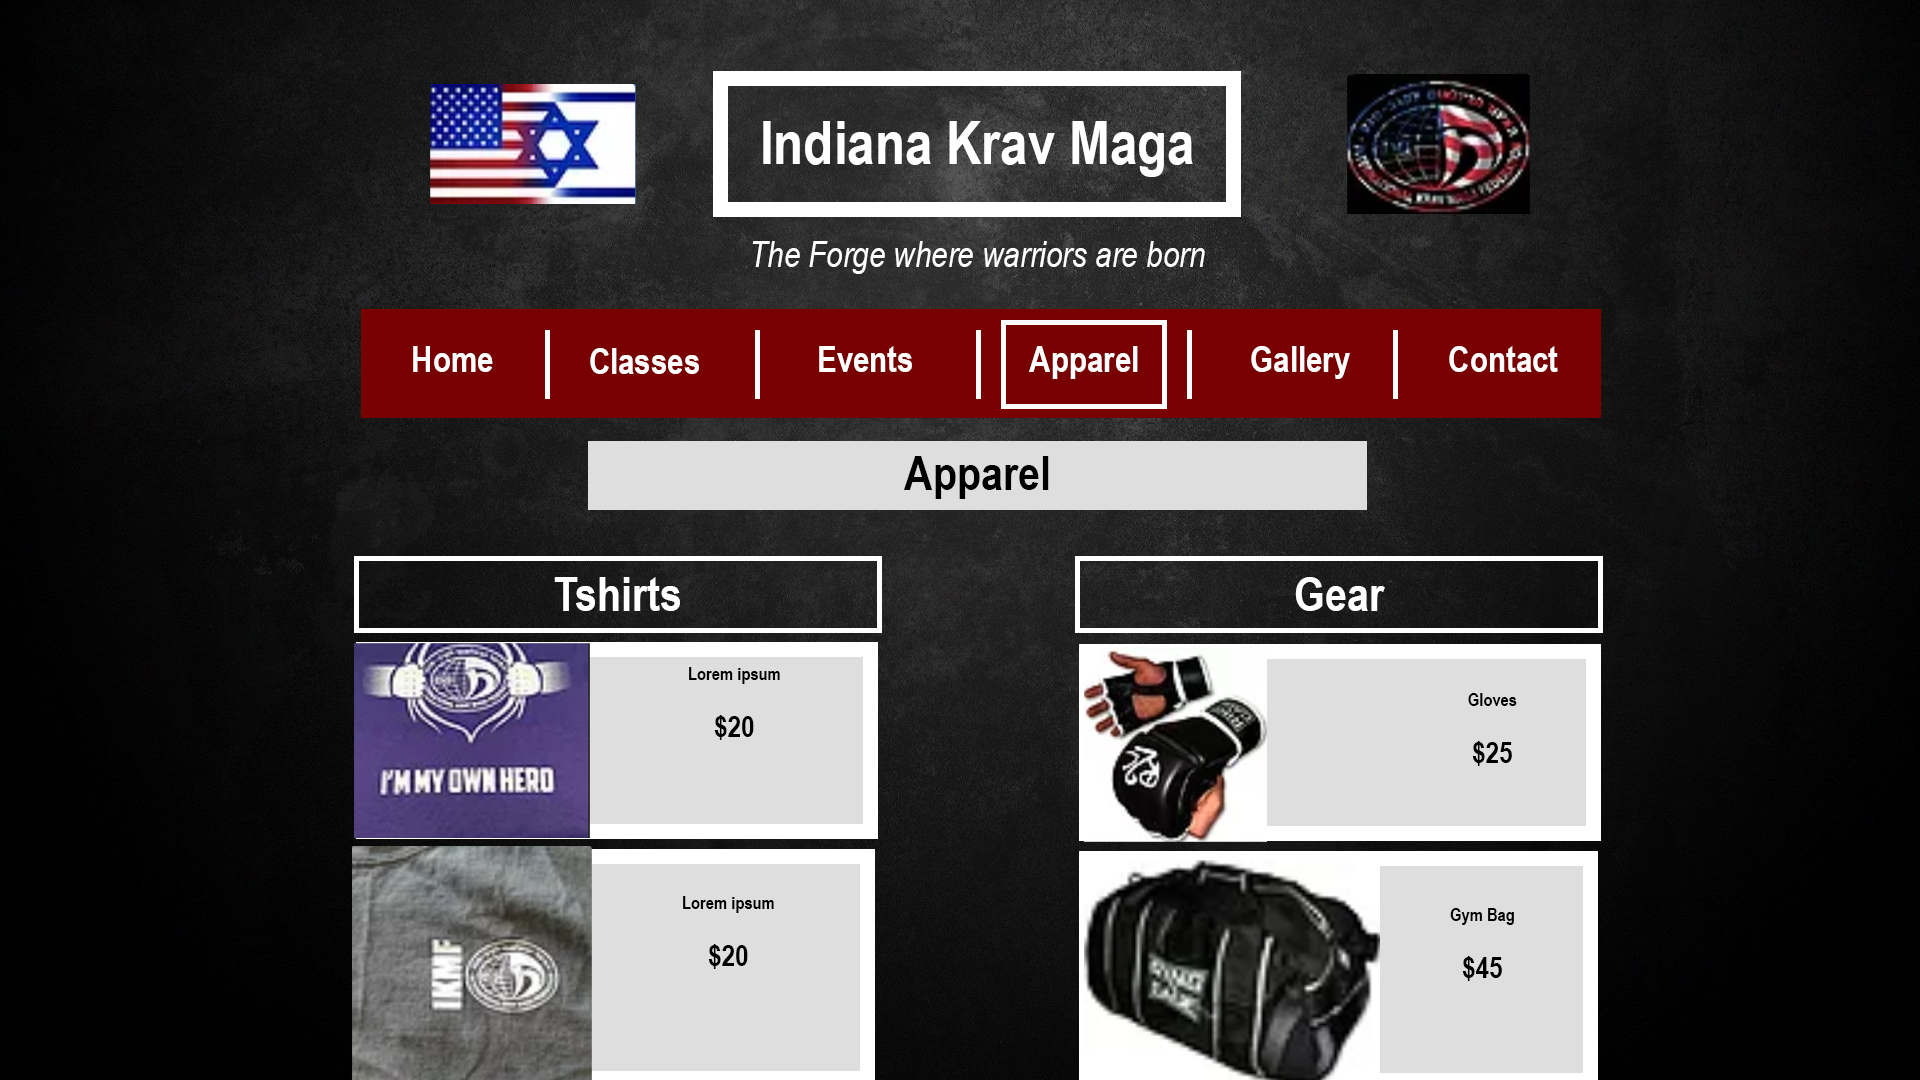 Indiana Krav Maga
The Forge where warriors are born
Home
Classes
Events
Apparel
Gallery
Contact
Apparel
Tshirts
Gear
I'M MY OWN HERO
Lorem ipsum
$20
Gloves
$25
IKMF
Lorem ipsum
$20
Gym Bag
$45